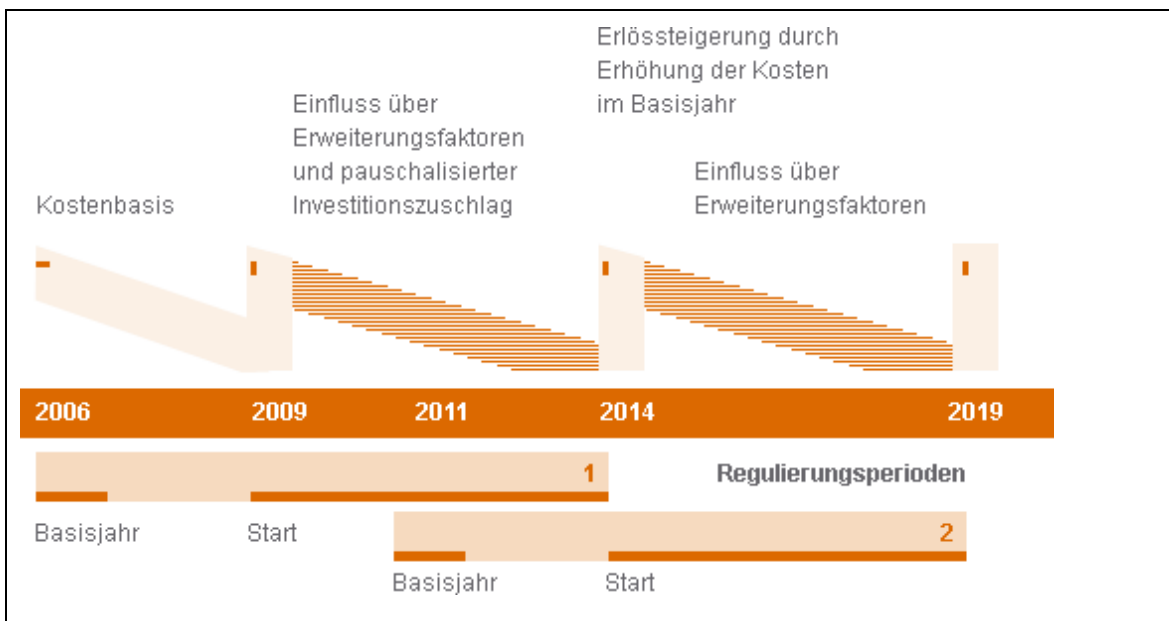 Erlössteigerung durch
Erhöhung der Kosten
im Basisjahr
Einfluss über
Erweiterungsfaktoren
und pauschalisierter
Investitionszuschlag
Einfluss über
Erweiterungsfaktoren
Kostenbasis
2006 2009 2011 2014 2019
1 Regulierungsperioden
Basisjahr Start
2
Basisjahr Start